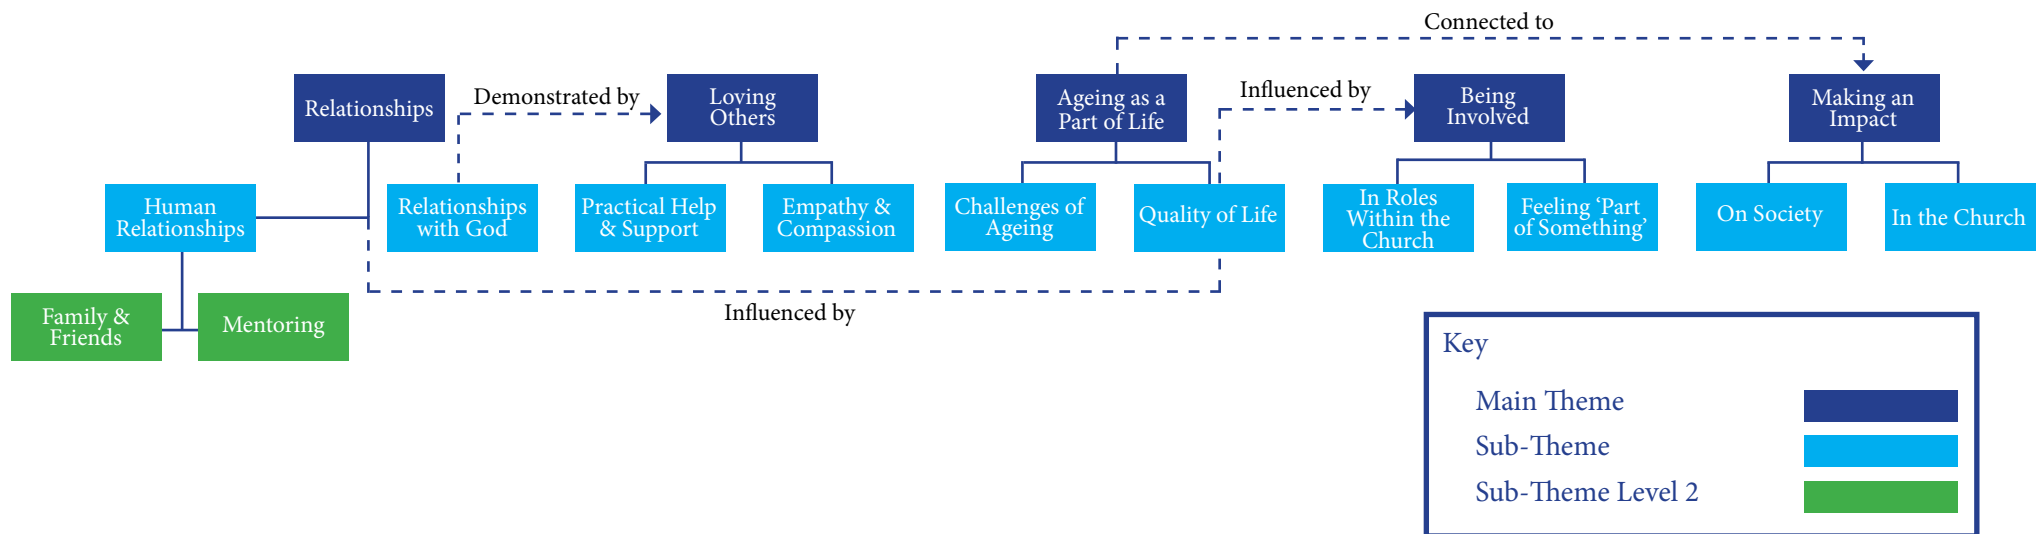 Connected to
Relationships
Demonstrated by
Loving
Others
Ageing as a
Part of Life
Influenced by
Being
Involved
Making an
Impact
Human
Relationships
Relationships
with God
Practical Help
& Support
Empathy &
Compassion
Challenges of
Ageing
Quality of Life
In Roles
Within the
Church
Feeling ‘Part
of Something’
On Society
In the Church
Family &
Friends
Mentoring
Influenced by
Key
Main Theme
Sub-Theme
Sub-Theme Level 2